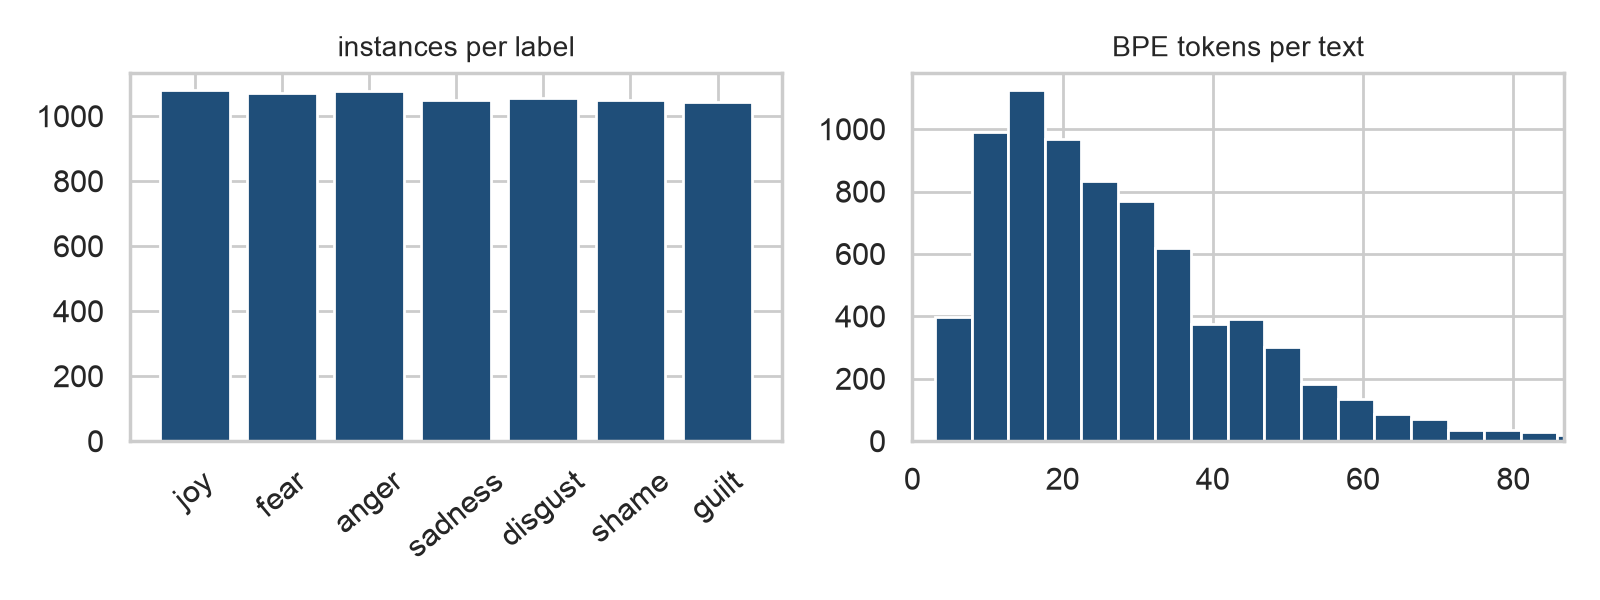 instances per label
1000
800
600
400
200
0
joy
fear
anger
sadness
disgust
shame
guilt
BPE tokens per text
1000
800
600
400
200
0
0
20
40
60
80